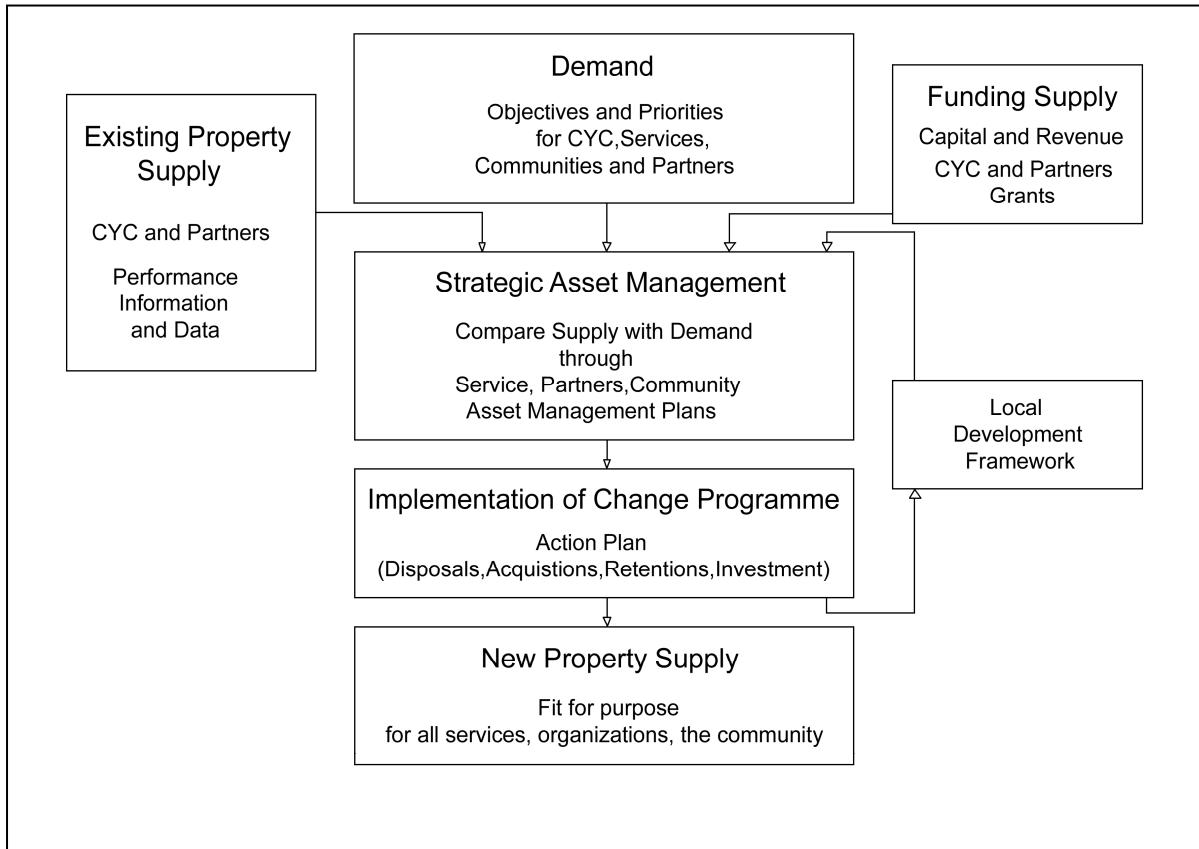 Demand
Objectives and Priorities
for CYC,Services,
Communities and Partners
Existing Property
Supply
CYC and Partners
Performance
Information
and Data
Funding Supply
Capital and Revenue
CYC and Partners
Grants
Strategic Asset Management
Compare Supply with Demand
through
Service, Partners,Community
Asset Management Plans
Local
Development
Framework
Implementation of Change Programme
Action Plan
(Disposals,Acquistions,Retentions,Investment)
New Property Supply
Fit for purpose
for all services, organizations, the community